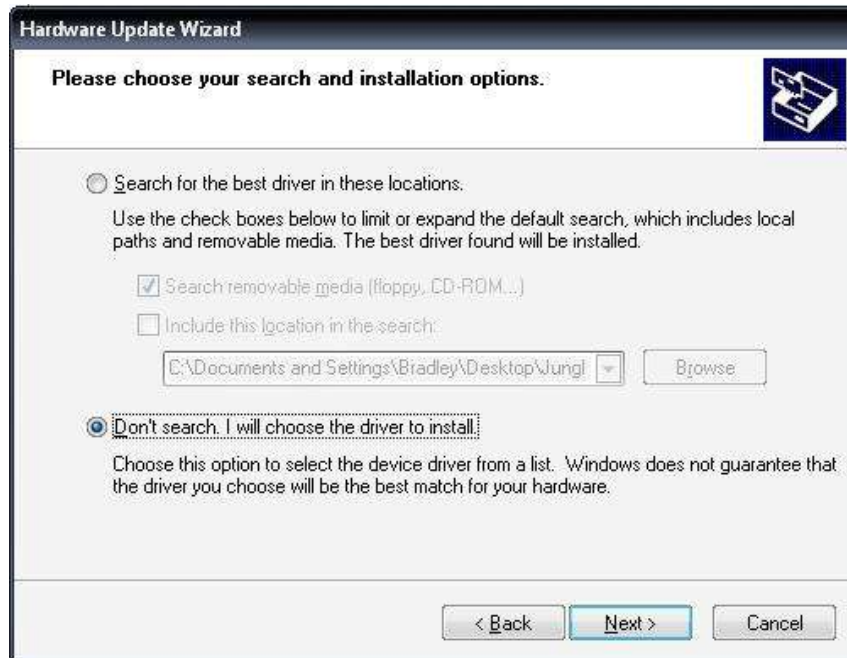 Hardware Update Wizard
Please choose your search and installation options.
Search for the best driver in these locations.
Use the check boxes below to limit or expand the default search, which includes local
paths and removable media. The best driver found will be installed.
Search removable media (floppy, CD-ROM...)
Include this location in the search:
C:\Documents and Settings\Bradley\Desktop\Jungl
Browse
Don't search. I will choose the driver to install.
Choose this option to select the device driver from a list. Windows does not guarantee that
the driver you choose will be the best match for your hardware.
< Back
Next >
Cancel